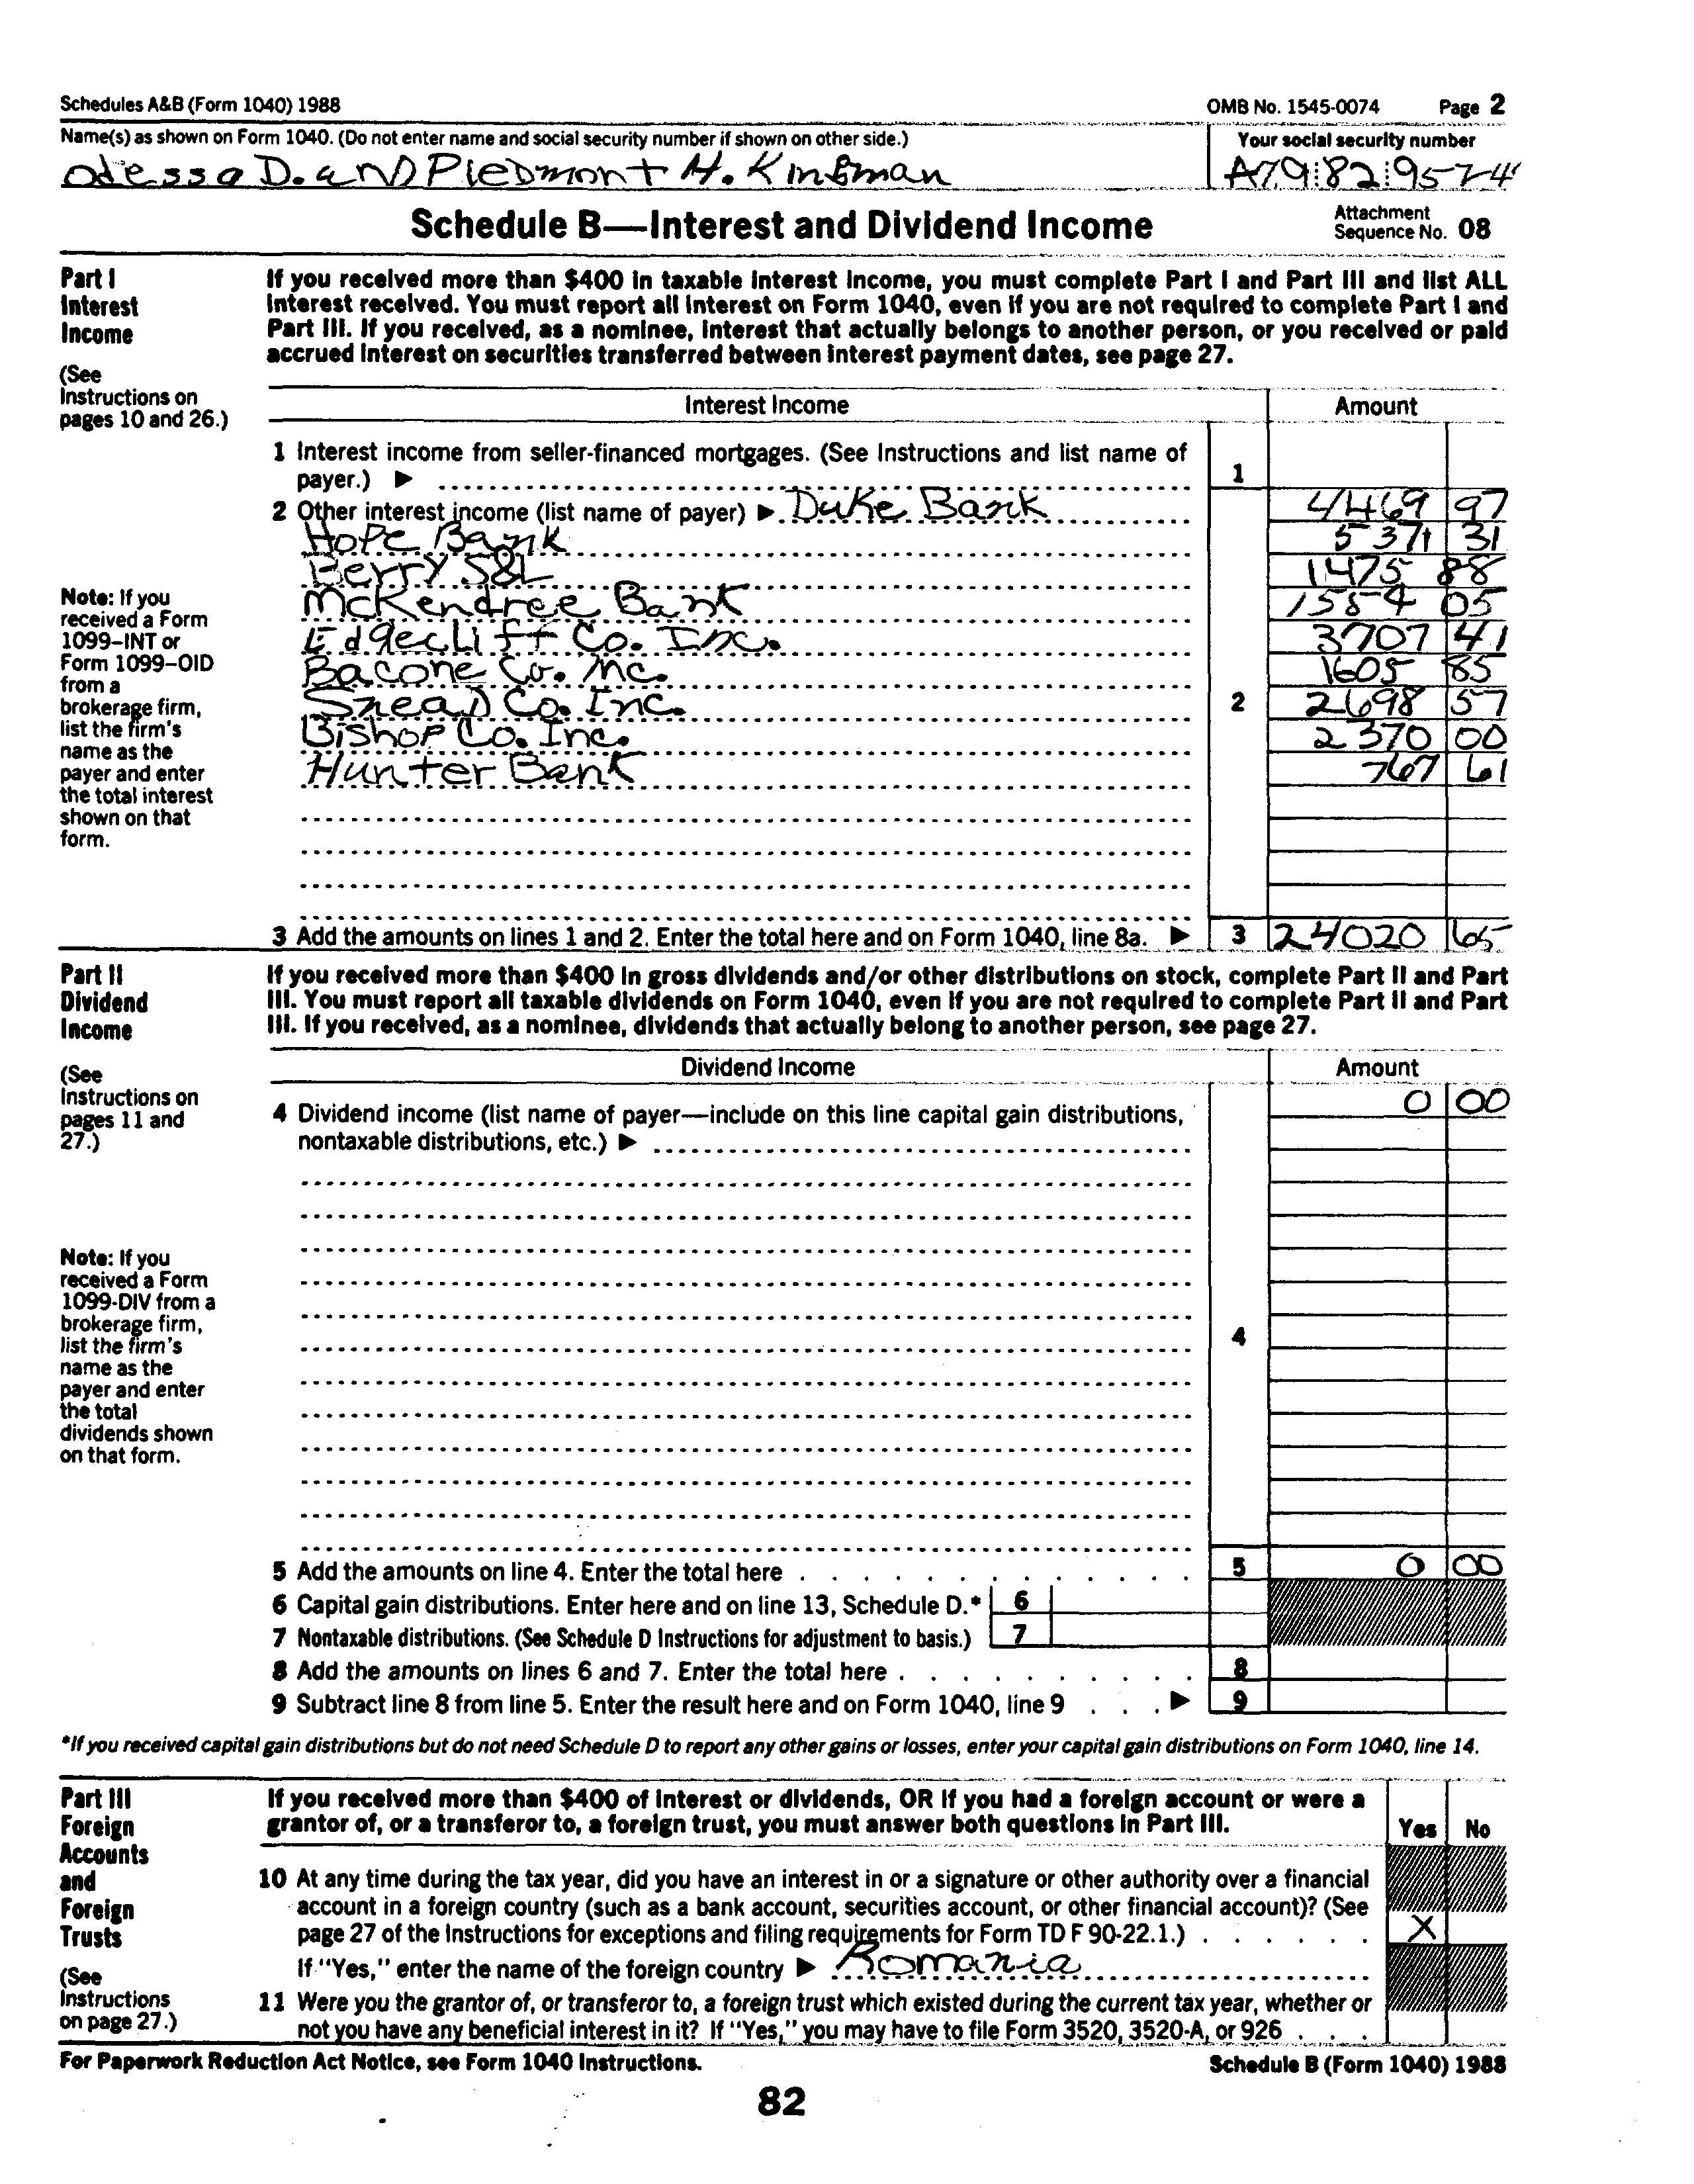 Schedules A&B (Form 1040) 1988 OMB No. 1545-0074 Page 2
Name(s) as shown on Form 1040. (Do not enter name and social security number if shown on other side.) Your social security number
Odessa D. and Piedmont H. Kinsman A79 82 9574
Schedule B—Interest and Dividend Income Attachment Sequence No. 08
Part I
Interest
Income
(See
Instructions on
pages 10 and 26.)
If you received more than $400 in taxable interest income, you must complete Part I and Part III and list ALL
interest received. You must report all interest on Form 1040, even if you are not required to complete Part I and
Part III. If you received, as a nominee, interest that actually belongs to another person, or you received or paid
accrued interest on securities transferred between interest payment dates, see page 27.
Interest Income Amount
1 Interest income from seller-financed mortgages. (See Instructions and list name of
payer.) ▶ 1
2 Other interest income (list name of payer) ▶ Duke Bank 4469 97
Hope Bank 5371 31
Berry S&L 1475 88
McKendree Bank 1554 05
Edgecliff Co. Inc. 3707 41
Bacone Co. Inc. 1605 85
Snead Co. Inc. 2 2698 57
Bishop Co. Inc. 2370 00
Hunter Bank 767 61
Note: If you
received a Form
1099–INT or
Form 1099–OID
from a
brokerage firm,
list the firm's
name as the
payer and enter
the total interest
shown on that
form.
3 Add the amounts on lines 1 and 2. Enter the total here and on Form 1040, line 8a. ▶ 3 24020 65
Part II
Dividend
Income
(See
Instructions on
pages 11 and
27.)
If you received more than $400 in gross dividends and/or other distributions on stock, complete Part II and Part
III. You must report all taxable dividends on Form 1040, even if you are not required to complete Part II and Part
III. If you received, as a nominee, dividends that actually belong to another person, see page 27.
Dividend Income Amount
0 00
4 Dividend income (list name of payer—include on this line capital gain distributions,
nontaxable distributions, etc.) ▶
Note: If you
received a Form
1099-DIV from a
brokerage firm,
list the firm's
name as the
payer and enter
the total
dividends shown
on that form.
4
5 Add the amounts on line 4. Enter the total here 5 0 00
6 Capital gain distributions. Enter here and on line 13, Schedule D.* 6
7 Nontaxable distributions. (See Schedule D Instructions for adjustment to basis.) 7
8 Add the amounts on lines 6 and 7. Enter the total here 8
9 Subtract line 8 from line 5. Enter the result here and on Form 1040, line 9 ▶ 9
*If you received capital gain distributions but do not need Schedule D to report any other gains or losses, enter your capital gain distributions on Form 1040, line 14.
Part III
Foreign
Accounts
and
Foreign
Trusts
(See
Instructions
on page 27.)
If you received more than $400 of interest or dividends, OR if you had a foreign account or were a
grantor of, or a transferor to, a foreign trust, you must answer both questions in Part III. Yes No
10 At any time during the tax year, did you have an interest in or a signature or other authority over a financial
account in a foreign country (such as a bank account, securities account, or other financial account)? (See
page 27 of the Instructions for exceptions and filing requirements for Form TD F 90-22.1.) X
If "Yes," enter the name of the foreign country ▶ Romania
11 Were you the grantor of, or transferor to, a foreign trust which existed during the current tax year, whether or
not you have any beneficial interest in it? If "Yes," you may have to file Form 3520, 3520-A, or 926
For Paperwork Reduction Act Notice, see Form 1040 Instructions. Schedule B (Form 1040) 1988
82